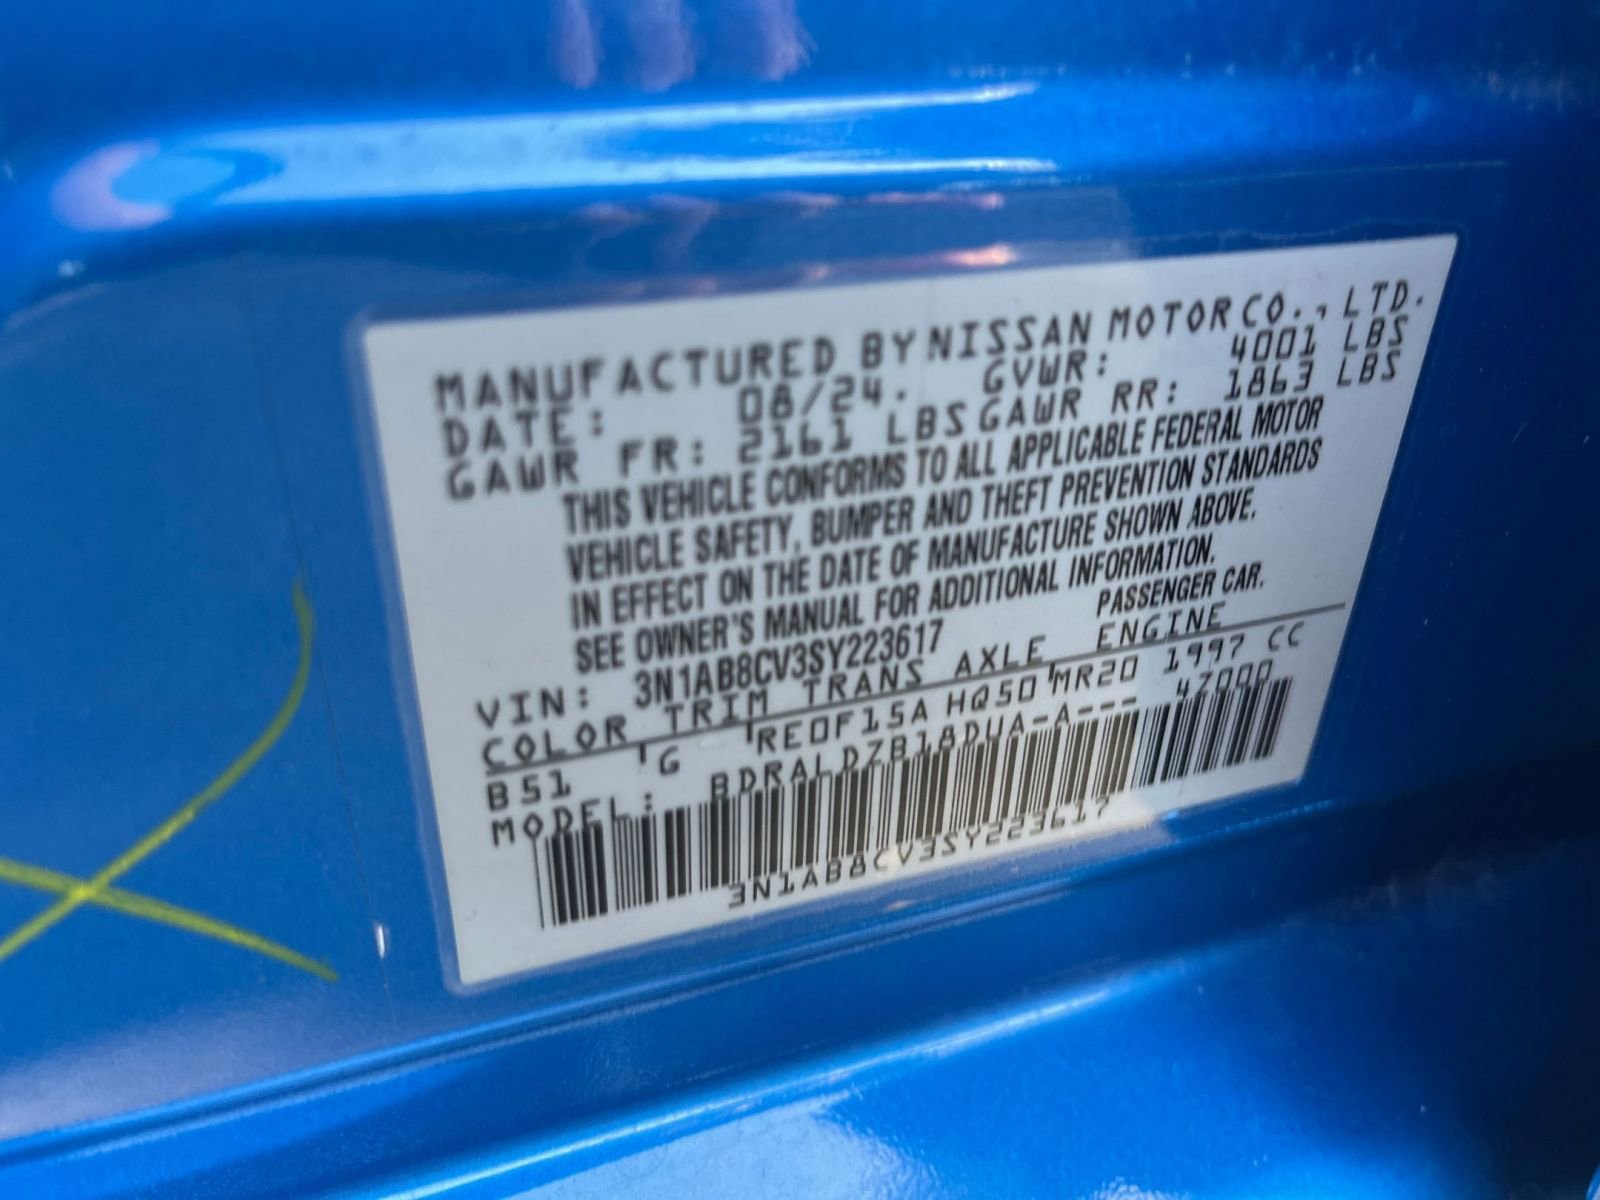 MANUFACTURED BY NISSAN MOTOR CO., LTD.
DATE: 08/24. GVWR: 4001 LBS
GAWR FR: 2161 LBS GAWR RR: 1863 LBS
THIS VEHICLE CONFORMS TO ALL APPLICABLE FEDERAL MOTOR
VEHICLE SAFETY, BUMPER AND THEFT PREVENTION STANDARDS
IN EFFECT ON THE DATE OF MANUFACTURE SHOWN ABOVE.
SEE OWNER'S MANUAL FOR ADDITIONAL INFORMATION.
VIN: 3N1AB8CV3SY223617 PASSENGER CAR.
COLOR TRIM TRANS AXLE ENGINE
B51 G RE0F15A HQ50 MR20 1997 CC
MODEL: BDRALDZB18DUA-A--- 47000
3N1AB8CV3SY223617